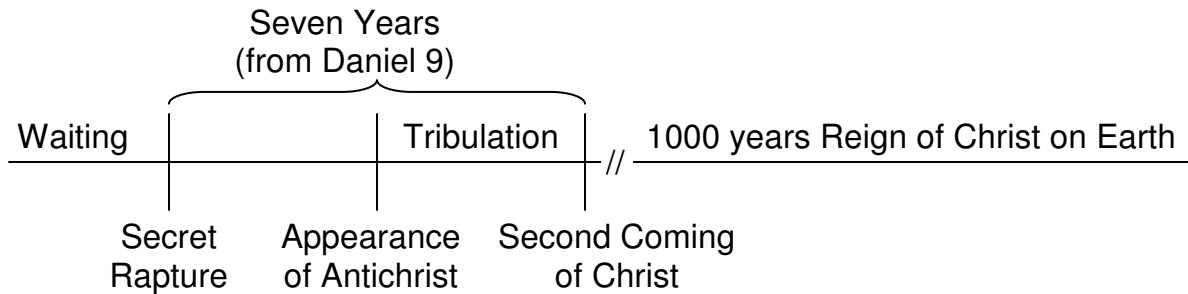 Seven Years
(from Daniel 9)
Waiting
Tribulation
1000 years Reign of Christ on Earth
//
Secret
Rapture
Appearance
of Antichrist
Second Coming
of Christ